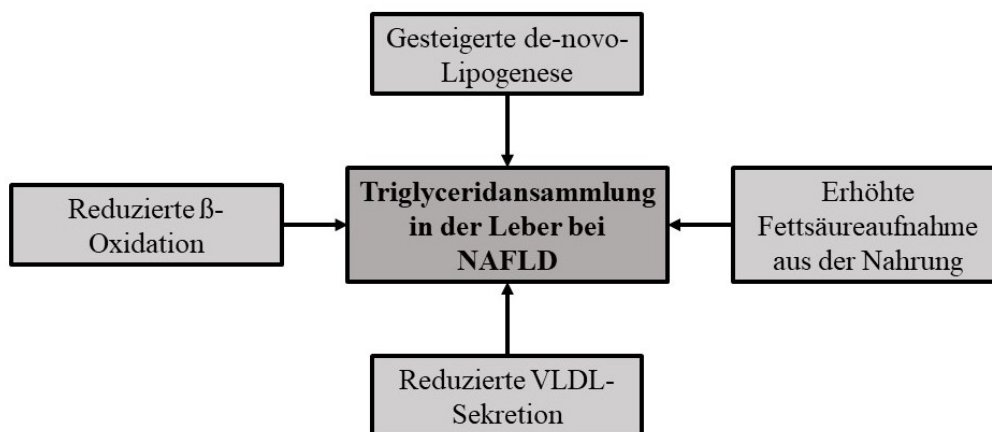 Gesteigerte de-novo-
Lipogenese
Reduzierte ß-
Oxidation
Triglyceridansammlung
in der Leber bei
NAFLD
Erhöhte
Fettsäureaufnahme
aus der Nahrung
Reduzierte VLDL-
Sekretion